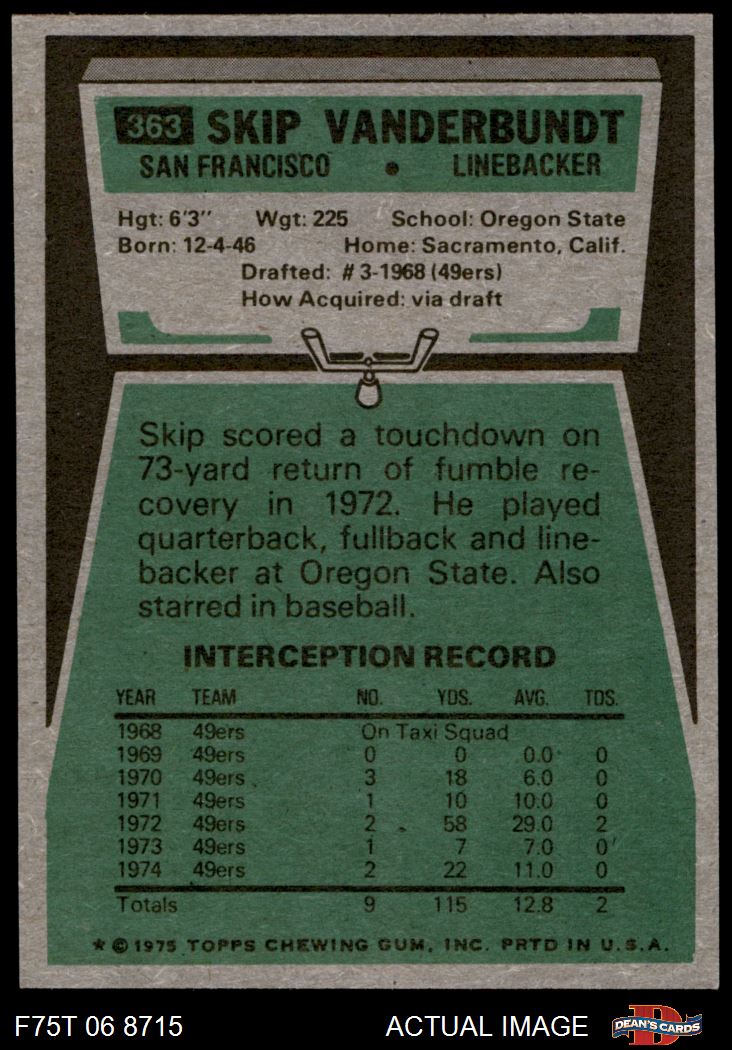 363 SKIP VANDERBUNDT
SAN FRANCISCO • LINEBACKER
Hgt: 6'3" Wgt: 225 School: Oregon State
Born: 12-4-46 Home: Sacramento, Calif.
Drafted: #3-1968 (49ers)
How Acquired: via draft
Skip scored a touchdown on
73-yard return of fumble re-
covery in 1972. He played
quarterback, fullback and line-
backer at Oregon State. Also
starred in baseball.
INTERCEPTION RECORD
YEAR TEAM NO. YDS. AVG. TDS.
1968 49ers On Taxi Squad
1969 49ers 0 0 0.0 0
1970 49ers 3 18 6.0 0
1971 49ers 1 10 10.0 0
1972 49ers 2 58 29.0 2
1973 49ers 1 7 7.0 0
1974 49ers 2 22 11.0 0
Totals 9 115 12.8 2
* © 1975 TOPPS CHEWING GUM, INC. PRTD IN U.S.A.
F75T 06 8715 ACTUAL IMAGE D DEAN'S CARDS